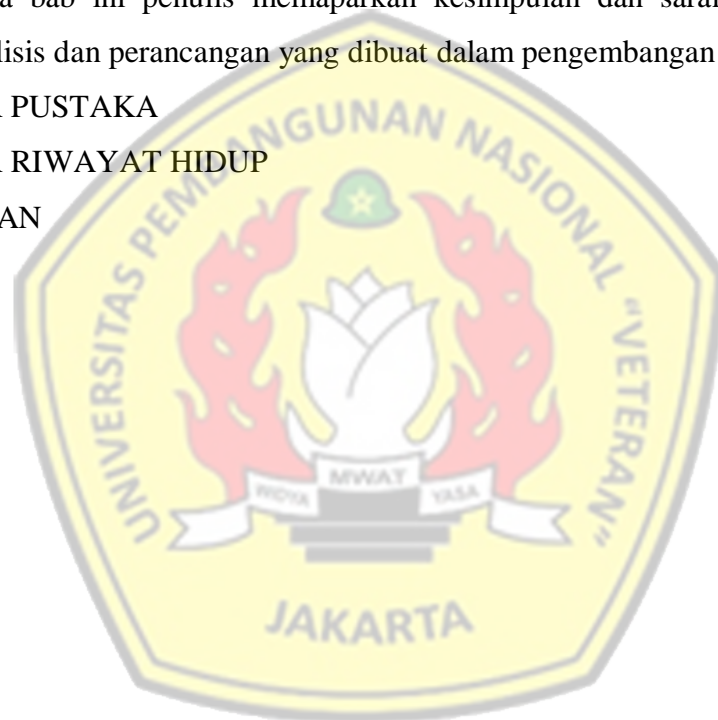 a bab ini penulis memaparkan kesimpulan dan saran
lisis dan perancangan yang dibuat dalam pengembangan
PUSTAKA
RIWAYAT HIDUP
AN
UNIVERSITAS PEMBANGUNAN NASIONAL "VETERAN"
WIDYA MWAT YASA
JAKARTA